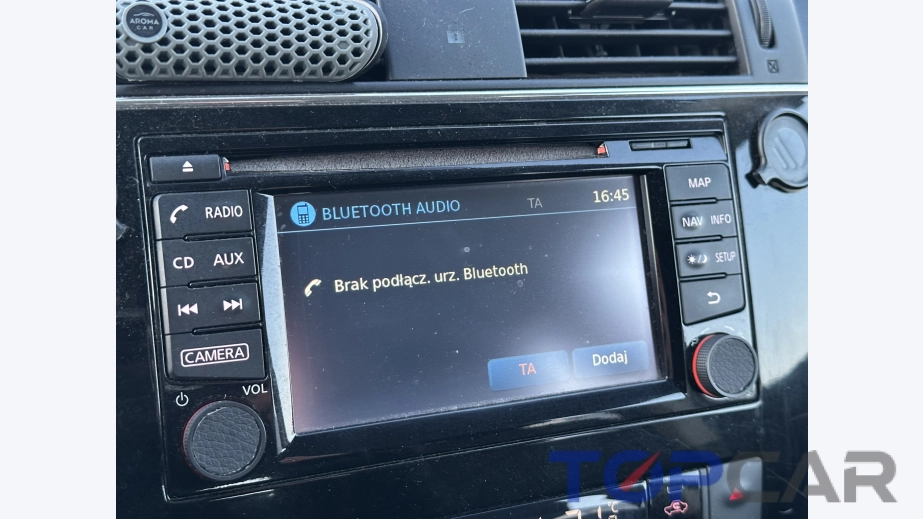 AROMA
CAR
BLUETOOTH AUDIO
TA
16:45
Brak podłącz. urz. Bluetooth
TA
Dodaj
RADIO
CD
AUX
CAMERA
VOL
MAP
NAV
INFO
SETUP
TOPCAR